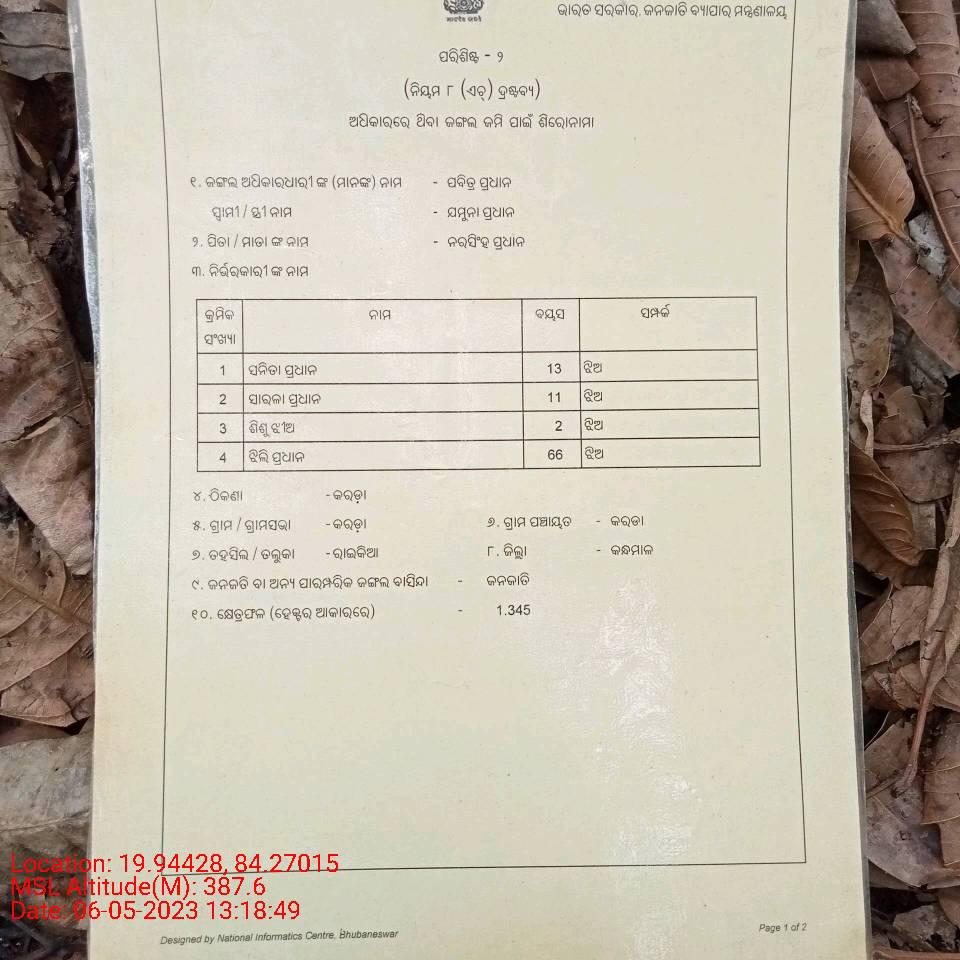 ଭାରତ ସରକାର, ଜନଜାତି ବ୍ୟାପାର ମନ୍ତ୍ରଣାଳୟ
ପରିଶିଷ୍ଟ - ୨
(ନିୟମ ୮ (ଏଚ୍) ଦ୍ରଷ୍ଟବ୍ୟ)
ଅଧିକାରରେ ଥିବା ଜଙ୍ଗଲ ଜମି ପାଇଁ ଶିରୋନାମା
୧. ଜଙ୍ଗଲ ଅଧିକାରଧାରୀ ଙ୍କ (ମାନଙ୍କ) ନାମ - ପବିତ୍ର ପ୍ରଧାନ
ସ୍ଵାମୀ / ସ୍ତ୍ରୀ ନାମ - ଯମୁନା ପ୍ରଧାନ
୨. ପିତା / ମାତା ଙ୍କ ନାମ - ନରସିଂହ ପ୍ରଧାନ
୩. ନିର୍ଭରକାରୀ ଙ୍କ ନାମ
କ୍ରମିକ ସଂଖ୍ୟା ନାମ ବୟସ ସମ୍ପର୍କ
1 ସନିତା ପ୍ରଧାନ 13 ଝିଅ
2 ସାରଳା ପ୍ରଧାନ 11 ଝିଅ
3 ଶିଶୁ ଝୀଅ 2 ଝିଅ
4 ଝିଲି ପ୍ରଧାନ 66 ଝିଅ
୪. ଠିକଣା - କରଡ଼ା
୫. ଗ୍ରାମ / ଗ୍ରାମସଭା - କରଡ଼ା ୬. ଗ୍ରାମ ପଞ୍ଚାୟତ - କରଡା
୭. ତହସିଲ / ତଲୁକା - ରାଇକିଆ ୮. ଜିଲ୍ଲା - କନ୍ଧମାଳ
୯. ଜନଜାତି ବା ଅନ୍ୟ ପାରମ୍ପରିକ ଜଙ୍ଗଲ ବାସିନ୍ଦା - ଜନଜାତି
୧୦. କ୍ଷେତ୍ରଫଳ (ହେକ୍ଟର ଆକାରରେ) - 1.345
Location: 19.94428, 84.27015
MSL Altitude(M): 387.6
Date: 06-05-2023 13:18:49
Designed by National Informatics Centre, Bhubaneswar
Page 1 of 2